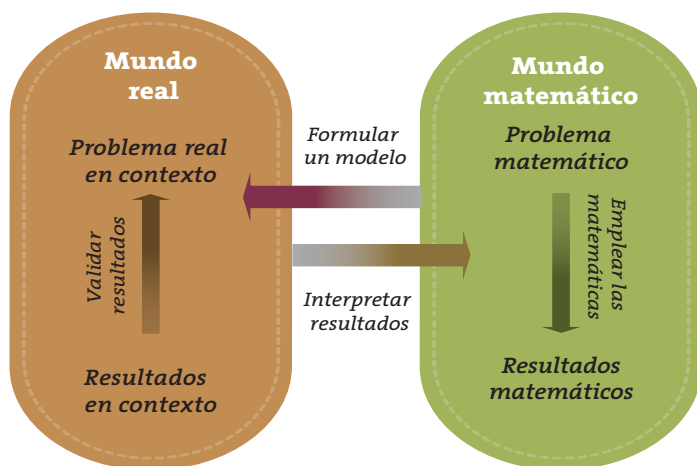 Mundo
real
Problema real
en contexto
Validar
resultados
Resultados
en contexto
Formular
un modelo
Interpretar
resultados
Mundo
matemático
Problema
matemático
Emplear las
matemáticas
Resultados
matemáticos